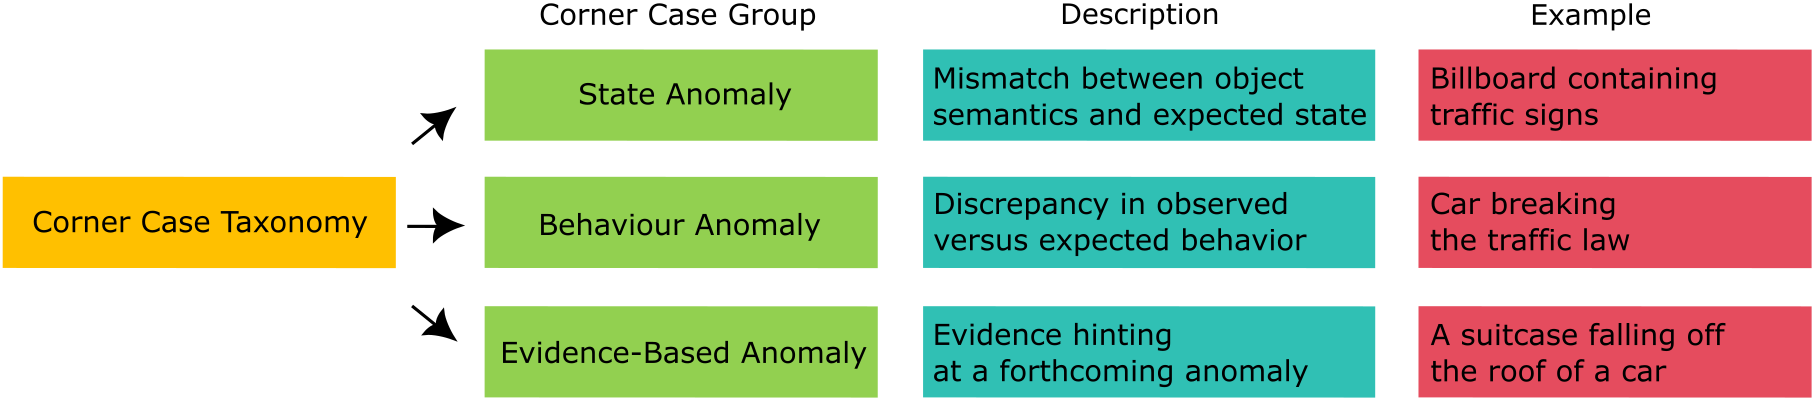 Corner Case Group
Description
Example
State Anomaly
Mismatch between object
semantics and expected state
Billboard containing
traffic signs
Corner Case Taxonomy
Behaviour Anomaly
Discrepancy in observed
versus expected behavior
Car breaking
the traffic law
Evidence-Based Anomaly
Evidence hinting
at a forthcoming anomaly
A suitcase falling off
the roof of a car